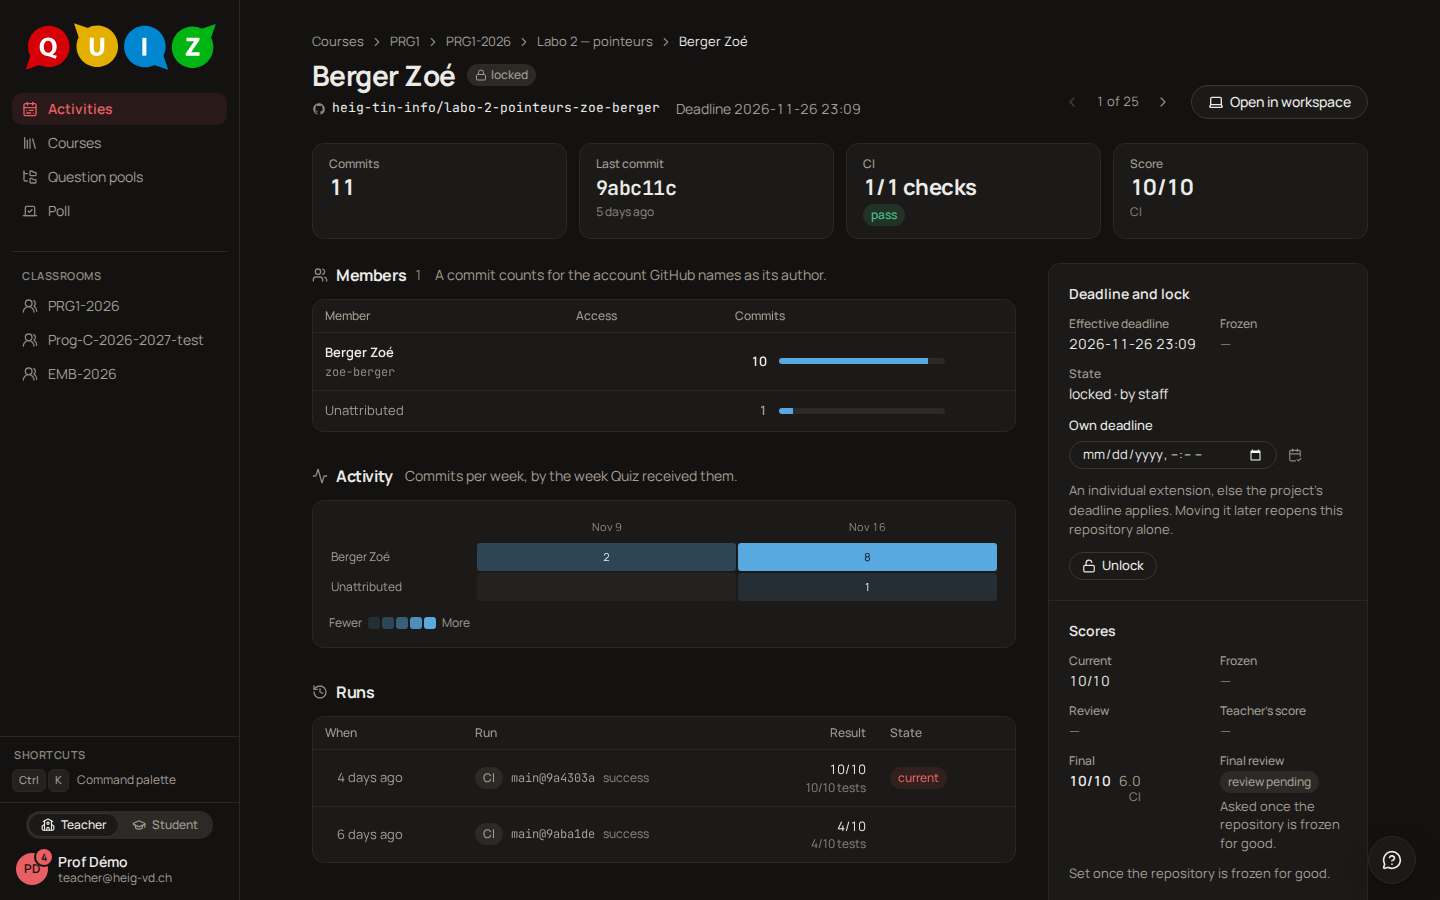 QUIZ
Activities
Courses
Question pools
Poll
CLASSROOMS
PRG1-2026
Prog-C-2026-2027-test
EMB-2026
SHORTCUTS
Ctrl K Command palette
Teacher Student
PD 4 Prof Démo
teacher@heig-vd.ch
Courses > PRG1 > PRG1-2026 > Labo 2 — pointeurs > Berger Zoé
Berger Zoé locked
heig-tin-info/labo-2-pointeurs-zoe-berger Deadline 2026-11-26 23:09
< 1 of 25 > Open in workspace
Commits
11
Last commit
9abc11c
5 days ago
CI
1/1 checks
pass
Score
10/10
CI
Members 1 A commit counts for the account GitHub names as its author.
Member Access Commits
Berger Zoé 10
zoe-berger
Unattributed 1
Activity Commits per week, by the week Quiz received them.
Nov 9 Nov 16
Berger Zoé 2 8
Unattributed 1
Fewer More
Runs
When Run Result State
4 days ago CI main@9a4303a success 10/10 current
10/10 tests
6 days ago CI main@9aba1de success 4/10
4/10 tests
Deadline and lock
Effective deadline Frozen
2026-11-26 23:09 —
State
locked · by staff
Own deadline
mm/dd/yyyy, --:-- --
An individual extension, else the project's
deadline applies. Moving it later reopens this
repository alone.
Unlock
Scores
Current Frozen
10/10 —
Review Teacher's score
— —
Final Final review
10/10 6.0 review pending
CI
Asked once the
repository is frozen
for good.
Set once the repository is frozen for good.